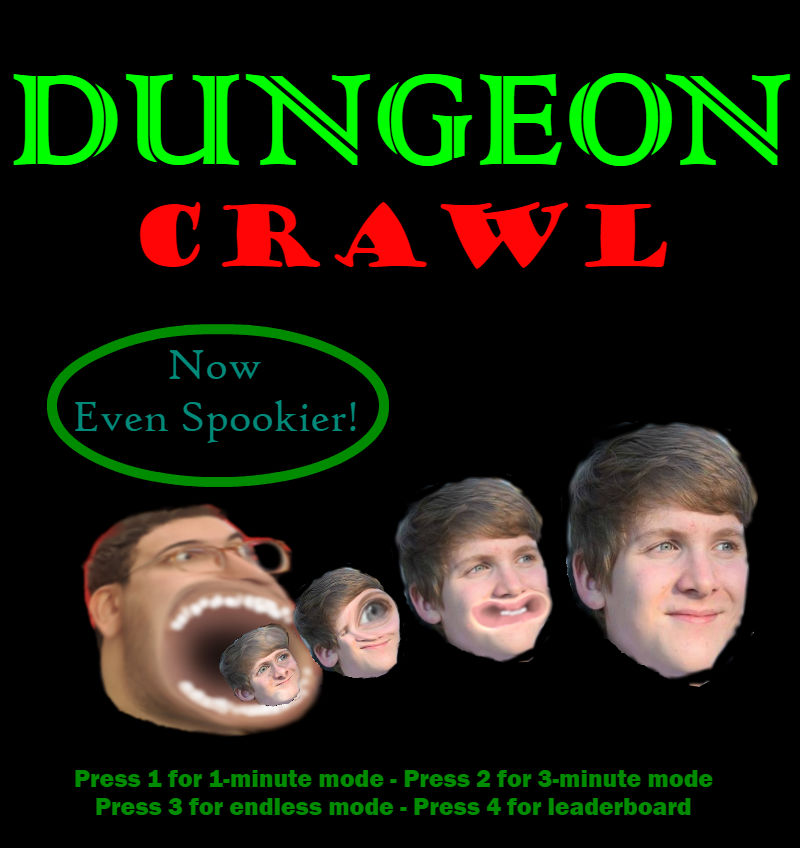 DUNGEON
CRAWL
Now
Even Spookier!
Press 1 for 1-minute mode - Press 2 for 3-minute mode
Press 3 for endless mode - Press 4 for leaderboard